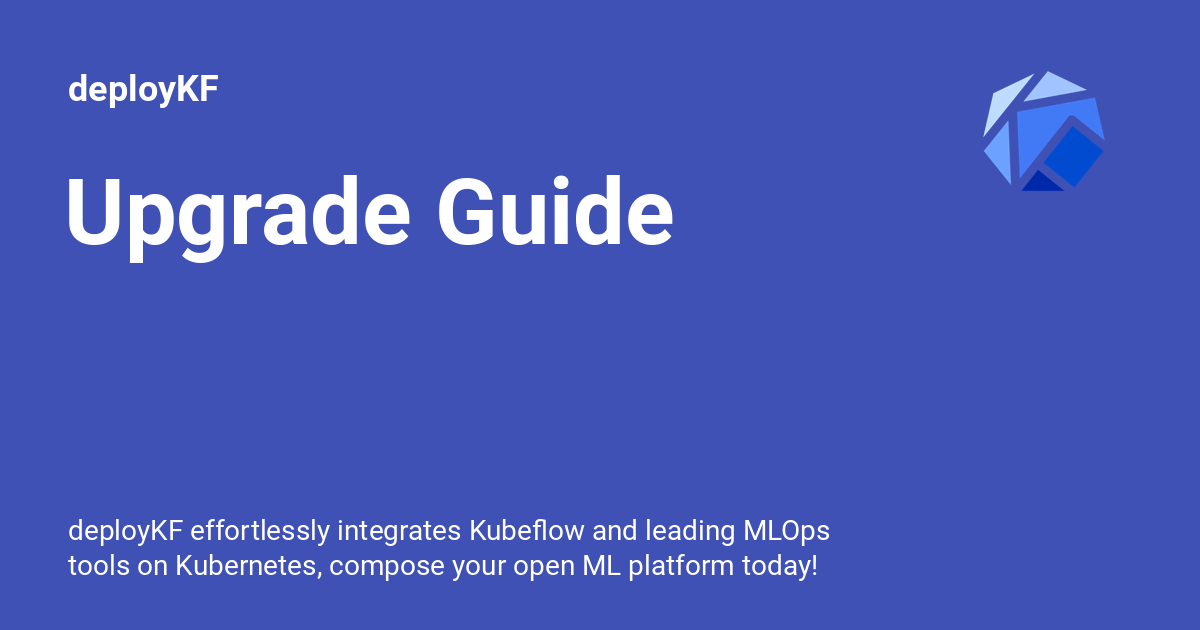 deployKF
Upgrade Guide
deployKF effortlessly integrates Kubeflow and leading MLOps
tools on Kubernetes, compose your open ML platform today!